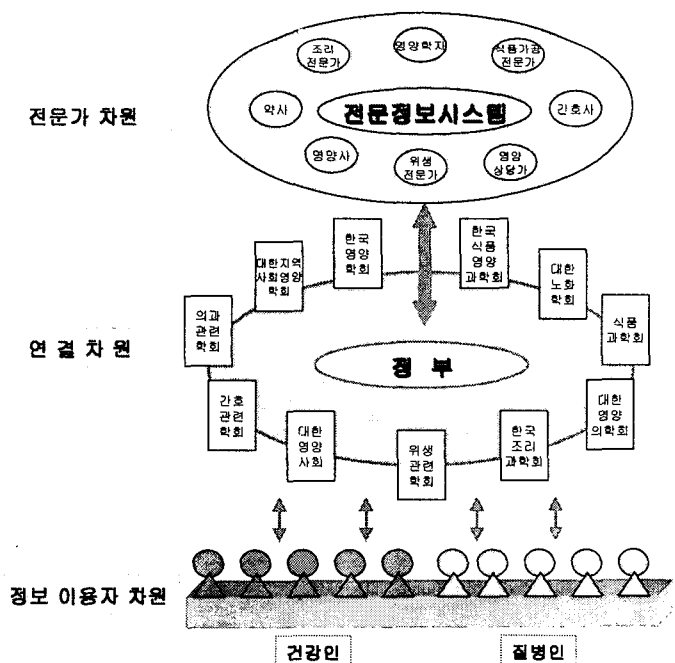 조리
전문가
영양학자
식품가공
전문가
전문가 차원
약사
전문정보시스템
간호사
영양사
위생
전문가
영양
상담가
한국
영양
학회
한국
식품
영양
과학회
대한지역
사회영양
학회
대한
노화
학회
의과
관련
학회
식품
과학회
연 결 차 원
정 부
간호
관련
학회
대한
영양
사회
위생
관련
학회
한국
조리
과학회
대한
영양
의학회
정보 이용자 차원
건강인
질병인